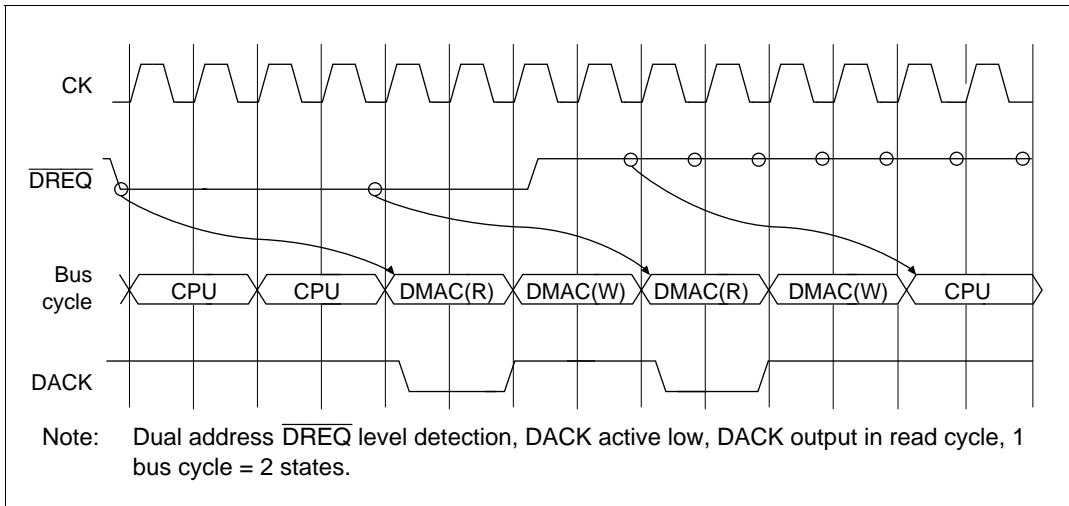 CK
DREQ
Bus
cycle
CPU CPU DMAC(R) DMAC(W) DMAC(R) DMAC(W) CPU
DACK
Note: Dual address DREQ level detection, DACK active low, DACK output in read cycle, 1
bus cycle = 2 states.